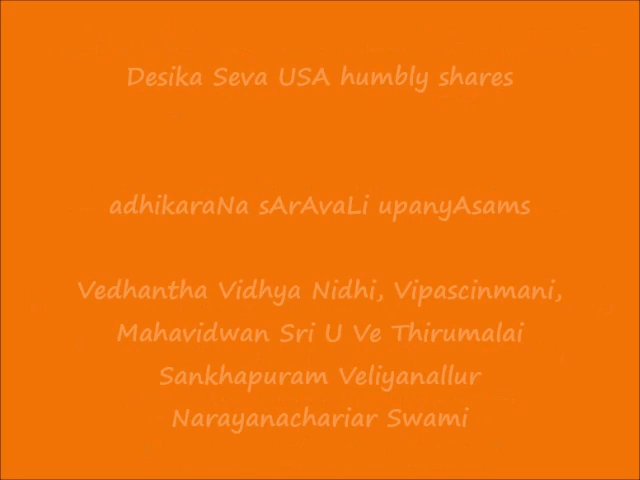 Desika Seva USA humbly shares
adhikaraNa sArAvaLi upanyAsams
Vedhantha Vidhya Nidhi, Vipascinmani,
Mahavidwan Sri U Ve Thirumalai
Sankhapuram Veliyanallur
Narayanachariar Swami